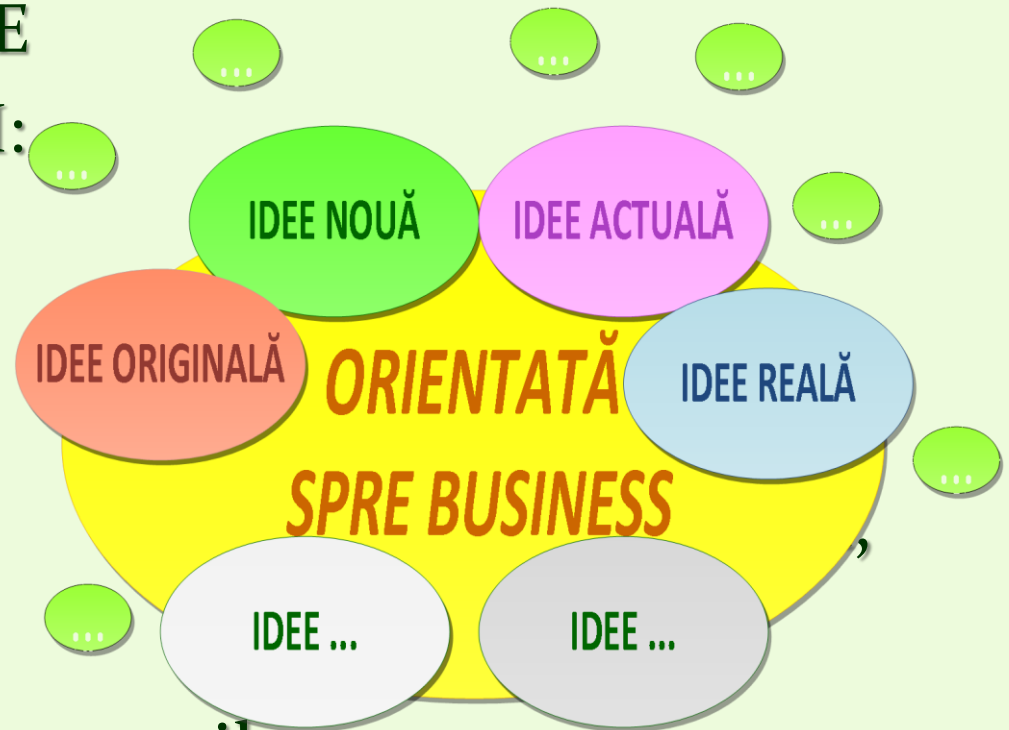 E
I:
...
...
...
...
...
IDEE NOUĂ
IDEE ACTUALĂ
IDEE ORIGINALĂ
ORIENTATĂ
IDEE REALĂ
SPRE BUSINESS
...
,
...
IDEE ...
IDEE ...